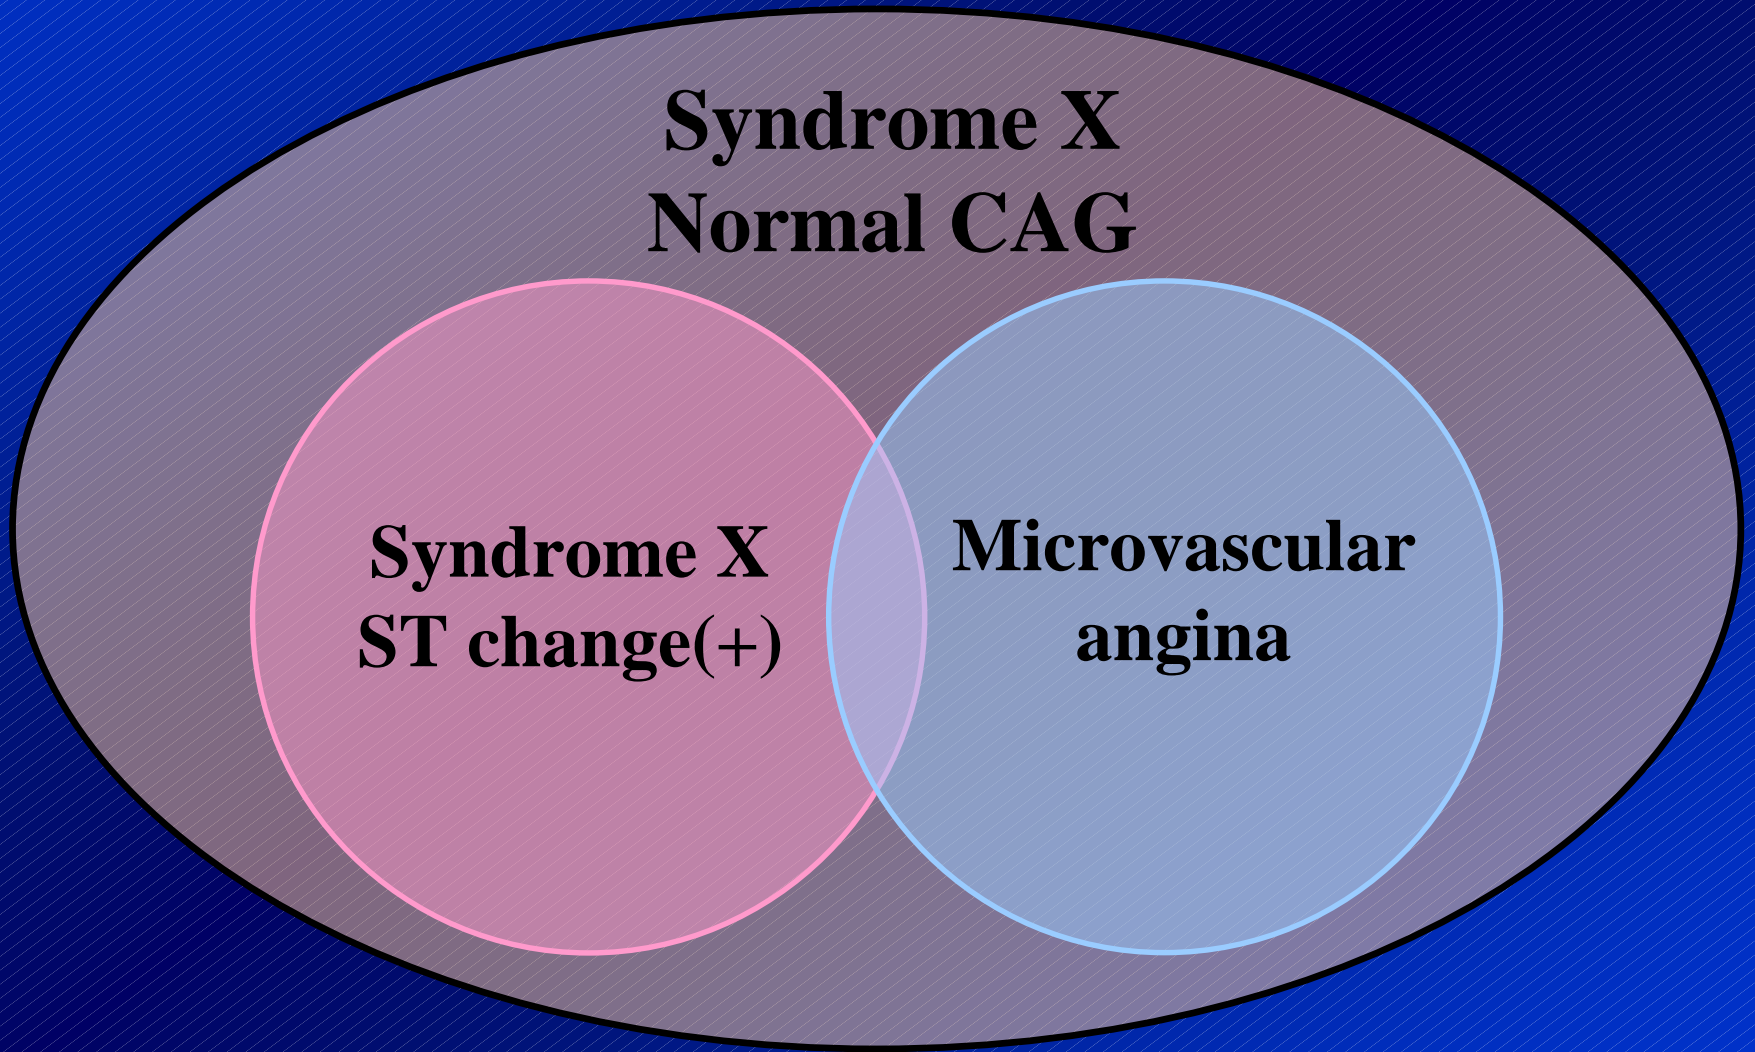 Syndrome X
Normal CAG
Syndrome X
ST change(+)
Microvascular
angina